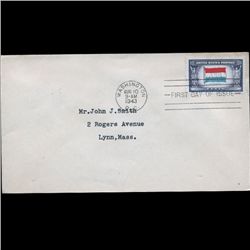 WASHINGTON
AUG 10
9-AM
1943
FIRST DAY OF ISSUE
UNITED STATES POSTAGE
Mr.John J.Smith
2 Rogers Avenue
Lynn,Mass.